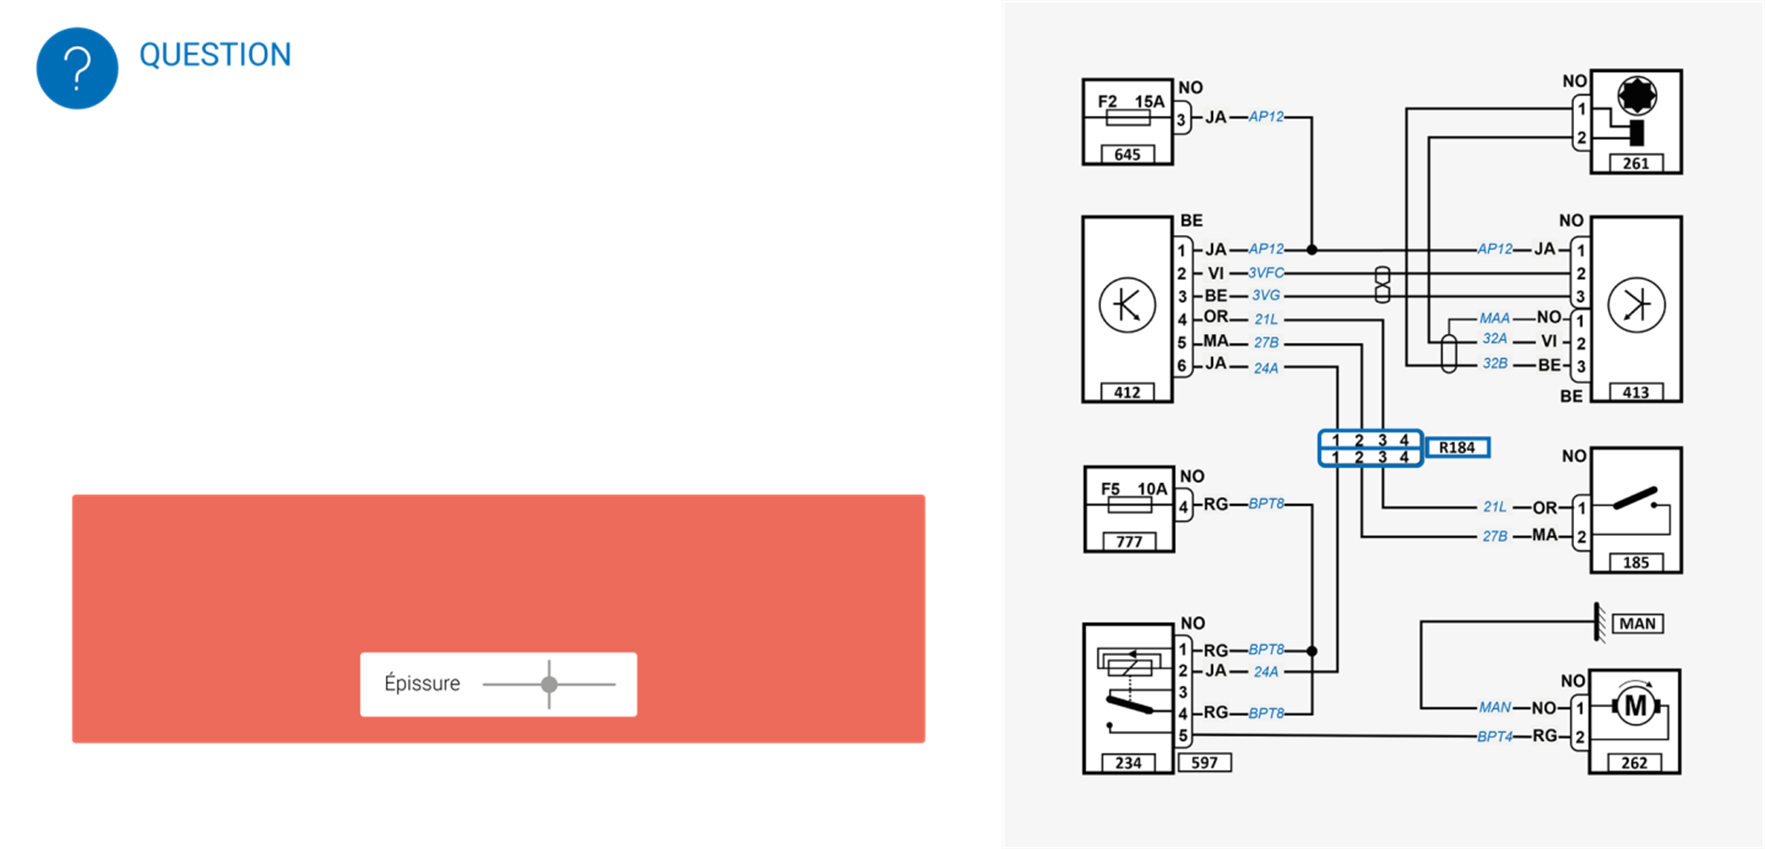 QUESTION
Épissure
NO
F2 15A
3 JA AP12
645
NO
1
2
261
BE
1 JA AP12
2 VI 3VFC
3 BE 3VG
4 OR 21L
5 MA 27B
6 JA 24A
412
NO
AP12 JA 1
2
3
MAA NO 1
32A VI 2
32B BE 3
413
BE
1 2 3 4
1 2 3 4
R184
NO
F5 10A
4 RG BPT8
777
NO
21L OR 1
27B MA 2
185
NO
1 RG BPT8
2 JA 24A
3
4 RG BPT8
5
234
597
MAN
NO
M
MAN NO 1
BPT4 RG 2
262